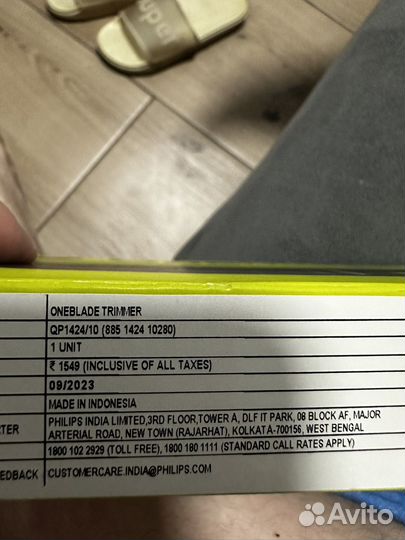 uper
ONEBLADE TRIMMER
QP1424/10 (885 1424 10280)
1 UNIT
₹ 1549 (INCLUSIVE OF ALL TAXES)
09/2023
MADE IN INDONESIA
RTER PHILIPS INDIA LIMITED,3RD FLOOR,TOWER A, DLF IT PARK, 08 BLOCK AF, MAJOR
ARTERIAL ROAD, NEW TOWN (RAJARHAT), KOLKATA-700156, WEST BENGAL
1800 102 2929 (TOLL FREE), 1800 180 1111 (STANDARD CALL RATES APPLY)
EEDBACK CUSTOMERCARE.INDIA@PHILIPS.COM
Avito